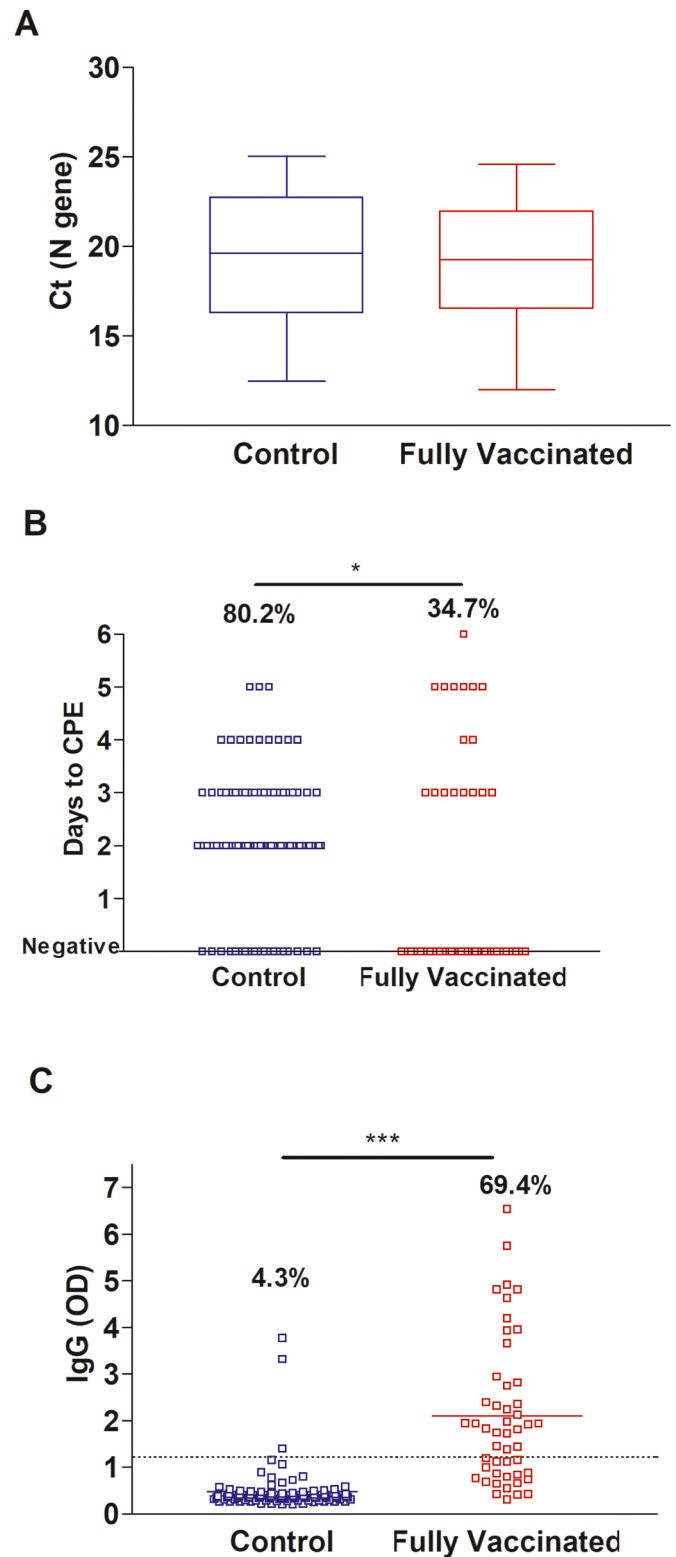 A
30
25
20
15
10
Ct (N gene)
Control Fully Vaccinated
B
*
80.2% 34.7%
6
5
4
3
2
1
Negative
Days to CPE
Control Fully Vaccinated
C
***
69.4%
4.3%
7
6
5
4
3
2
1
0
IgG (OD)
Control Fully Vaccinated